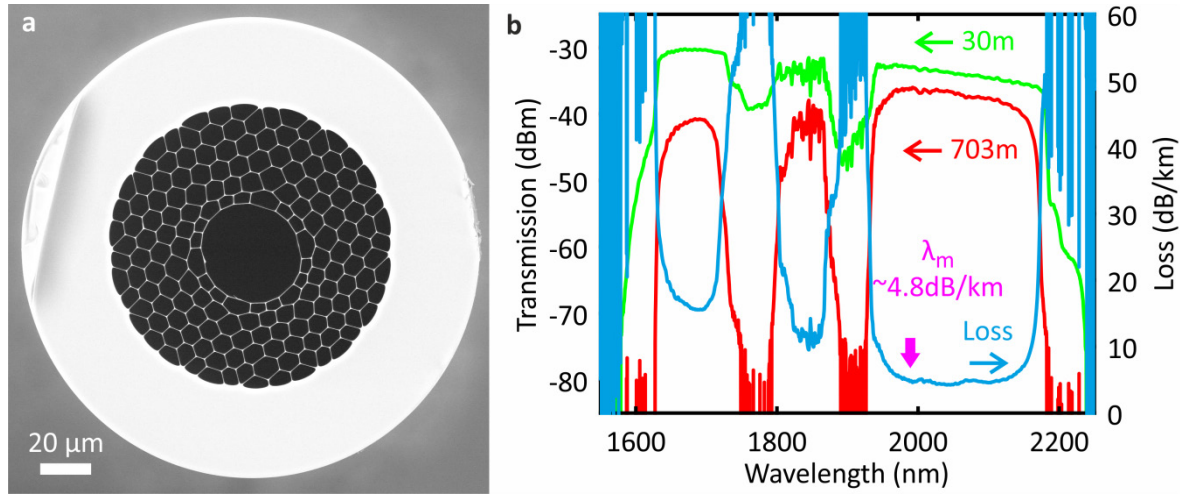 a
20 μm
b
Transmission (dBm)
-30
-40
-50
-60
-70
-80
30m
703m
λm
~4.8dB/km
Loss
60
50
40
30
20
10
0
Loss (dB/km)
1600
1800
2000
2200
Wavelength (nm)